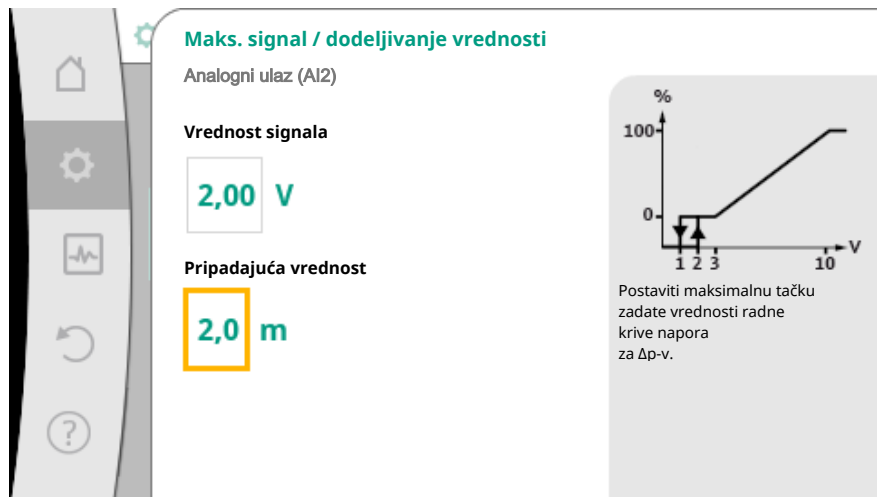 Maks. signal / dodeljivanje vrednosti
Analogni ulaz (AI2)
Vrednost signala
2,00 V
Pripadajuća vrednost
2,0 m
%
100
0
1 2 3 10 V
Postaviti maksimalnu tačku
zadate vrednosti radne
krive napora
za Δp-v.
?